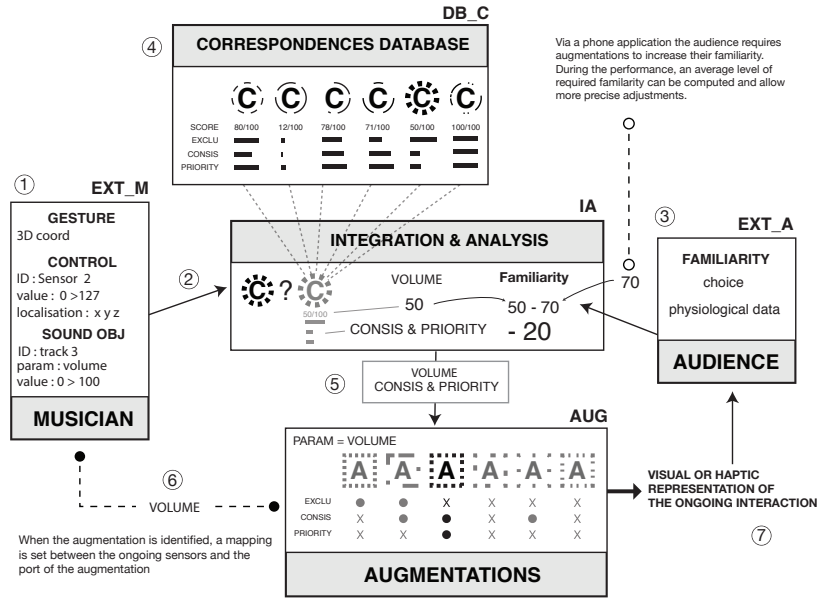 DB_C
④
CORRESPONDENCES DATABASE
C C C C C C
SCORE 80/100 12/100 78/100 71/100 50/100 100/100
EXCLU
CONSIS
PRIORITY
Via a phone application the audience requires
augmentations to increase their familiarity.
During the performance, an average level of
required familarity can be computed and allow
more precise adjustments.
①
EXT_M
GESTURE
3D coord
CONTROL
ID : Sensor 2
value : 0 >127
localisation : x y z
SOUND OBJ
ID : track 3
param : volume
value : 0 > 100
MUSICIAN
②
IA
INTEGRATION & ANALYSIS
C ? C
50/100
VOLUME
50
Familiarity
50 - 70
CONSIS & PRIORITY
- 20
70
③
EXT_A
FAMILIARITY
choice
physiological data
AUDIENCE
⑤
VOLUME
CONSIS & PRIORITY
AUG
PARAM = VOLUME
A A A A A A
EXCLU ● ● X X X X
CONSIS X ● ● X ● X
PRIORITY X X ● X X X
AUGMENTATIONS
⑥
VOLUME
When the augmentation is identified, a mapping
is set between the ongoing sensors and the
port of the augmentation
VISUAL OR HAPTIC
REPRESENTATION OF
THE ONGOING INTERACTION
⑦